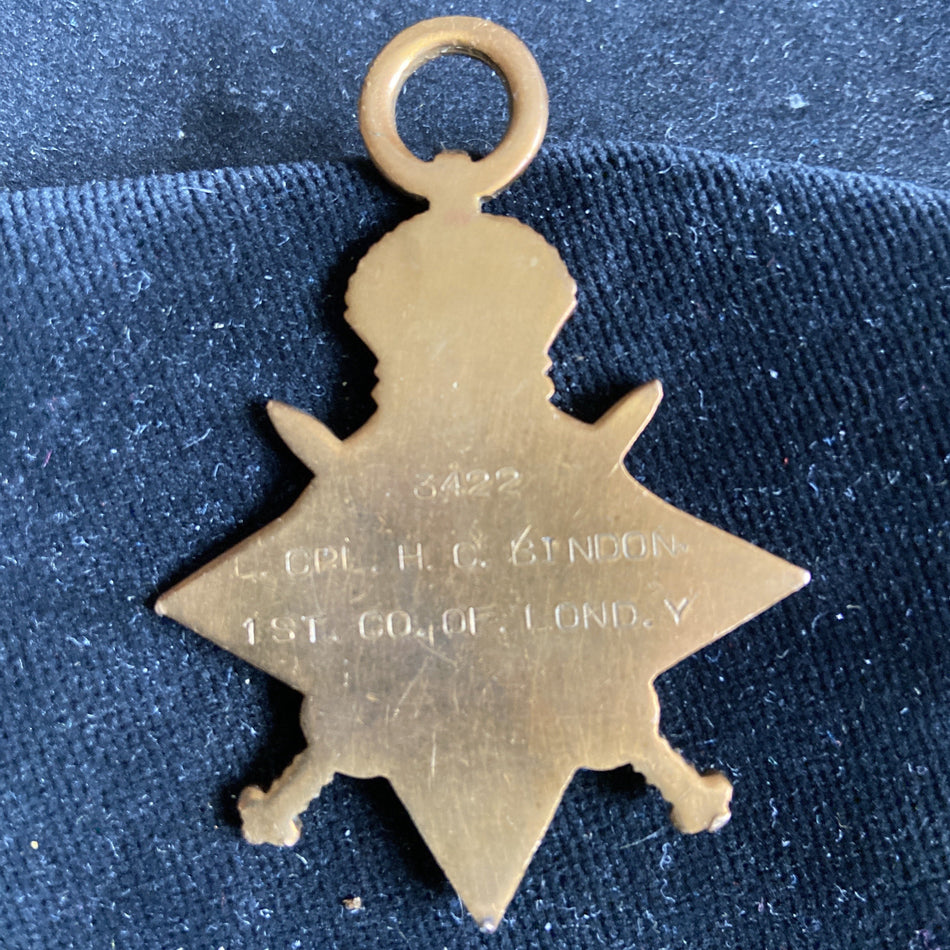 3422
L. CPL. H. C. BINDON.
1ST. CO. OF. LOND. Y